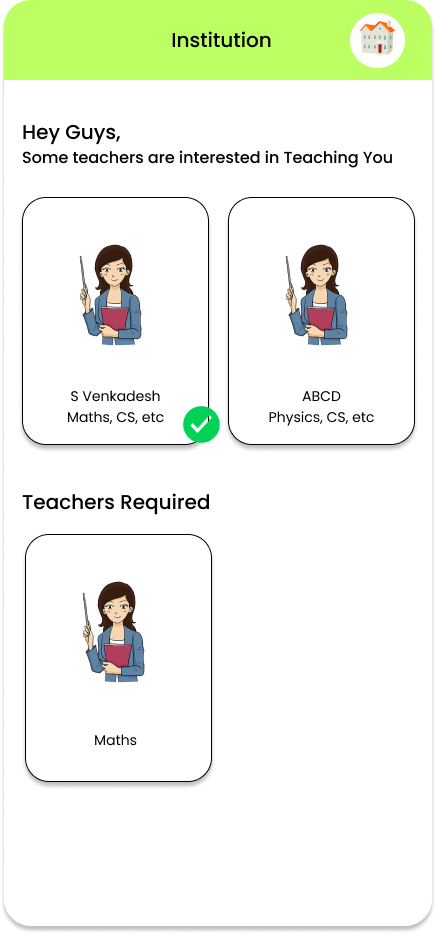 Institution
Hey Guys,
Some teachers are interested in Teaching You
S Venkadesh
Maths, CS, etc
ABCD
Physics, CS, etc
Teachers Required
Maths